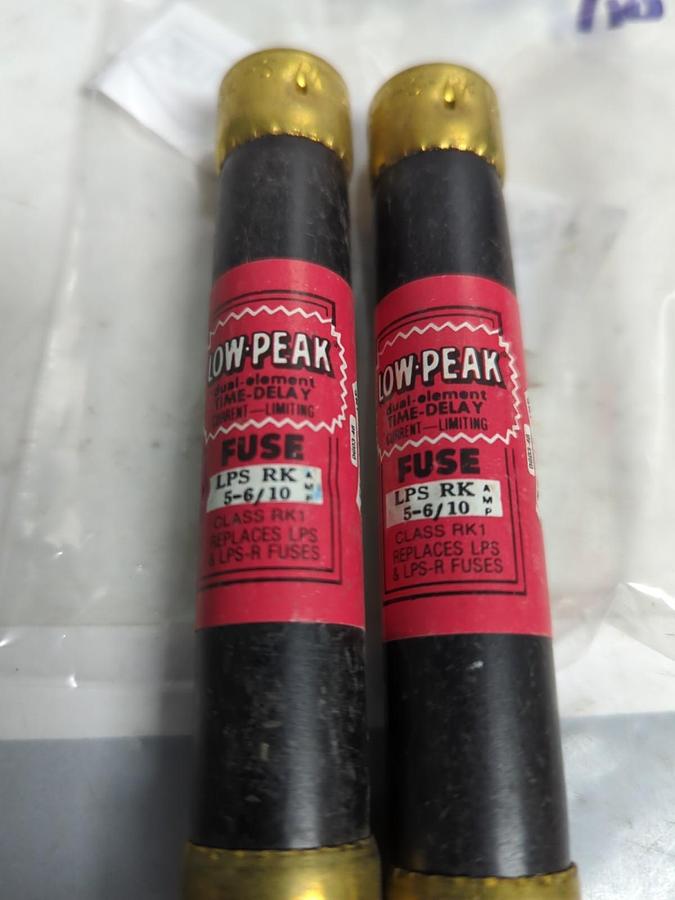 LOW-PEAK
dual-element
TIME-DELAY
CURRENT—LIMITING
FUSE
LPS RK AMP
5-6/10
CLASS RK1
REPLACES LPS
& LPS-R FUSES
LOW-PEAK
dual-element
TIME-DELAY
CURRENT—LIMITING
FUSE
LPS RK AMP
5-6/10
CLASS RK1
REPLACES LPS
& LPS-R FUSES